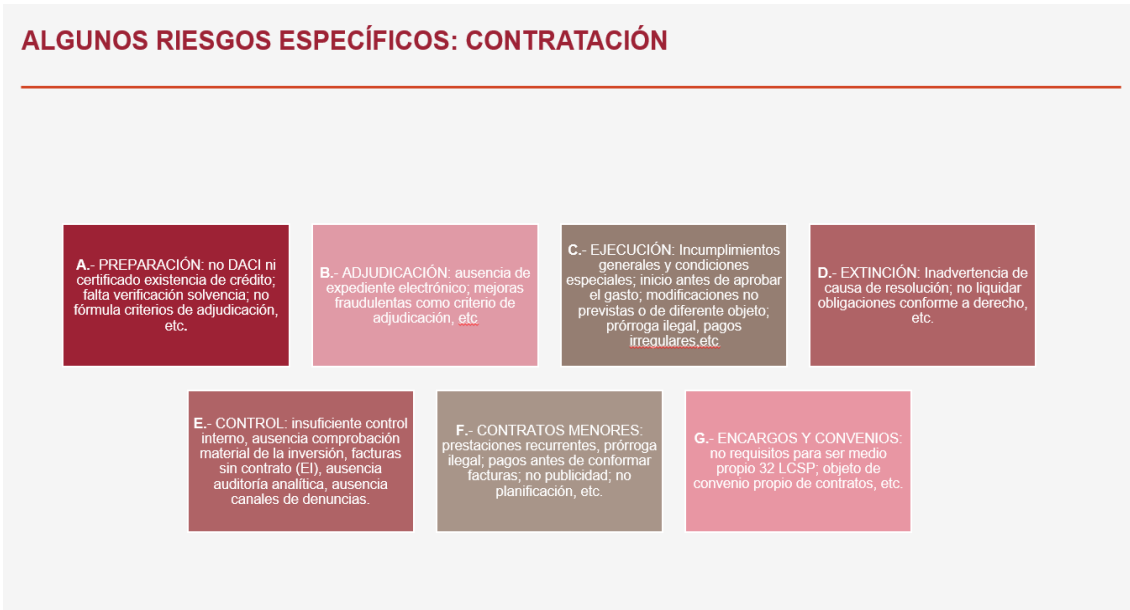 ALGUNOS RIESGOS ESPECÍFICOS: CONTRATACIÓN
A.- PREPARACIÓN: no DACI ni
certificado existencia de crédito;
falta verificación solvencia; no
fórmula criterios de adjudicación,
etc.
B.- ADJUDICACIÓN: ausencia de
expediente electrónico; mejoras
fraudulentas como criterio de
adjudicación, etc
C.- EJECUCIÓN: Incumplimientos
generales y condiciones
especiales; inicio antes de aprobar
el gasto; modificaciones no
previstas o de diferente objeto;
prórroga ilegal, pagos
irregulares,etc
D.- EXTINCIÓN: Inadvertencia de
causa de resolución; no liquidar
obligaciones conforme a derecho,
etc.
E.- CONTROL: insuficiente control
interno, ausencia comprobación
material de la inversión, facturas
sin contrato (EI), ausencia
auditoría analítica, ausencia
canales de denuncias.
F.- CONTRATOS MENORES:
prestaciones recurrentes, prórroga
ilegal; pagos antes de conformar
facturas; no publicidad; no
planificación, etc.
G.- ENCARGOS Y CONVENIOS:
no requisitos para ser medio
propio 32 LCSP; objeto de
convenio propio de contratos, etc.